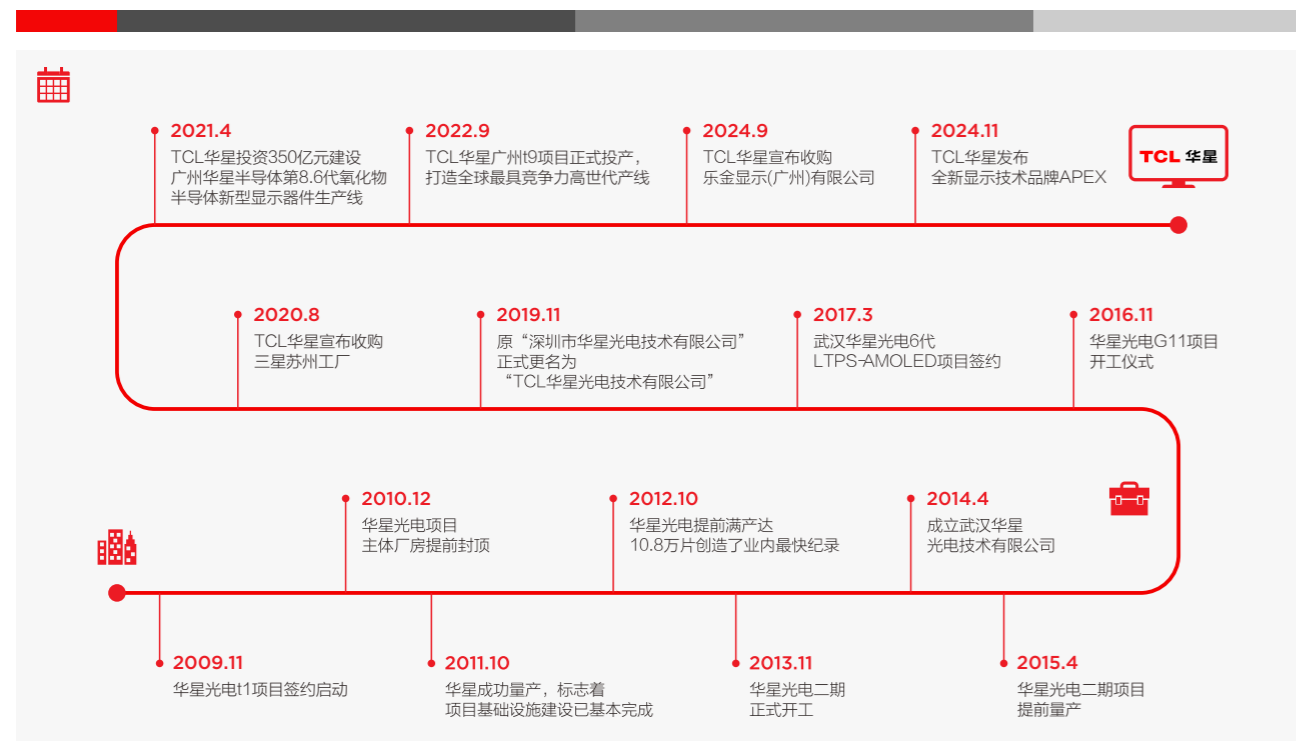 2021.4
TCL华星投资350亿元建设
广州华星半导体第8.6代氧化物
半导体新型显示器件生产线
2022.9
TCL华星广州t9项目正式投产，
打造全球最具竞争力高世代产线
2024.9
TCL华星宣布收购
乐金显示(广州)有限公司
2024.11
TCL华星发布
全新显示技术品牌APEX
TCL 华星
2020.8
TCL华星宣布收购
三星苏州工厂
2019.11
原“深圳市华星光电技术有限公司”
正式更名为
“TCL华星光电技术有限公司”
2017.3
武汉华星光电6代
LTPS-AMOLED项目签约
2016.11
华星光电G11项目
开工仪式
2010.12
华星光电项目
主体厂房提前封顶
2012.10
华星光电提前满产达
10.8万片创造了业内最快纪录
2014.4
成立武汉华星
光电技术有限公司
2009.11
华星光电t1项目签约启动
2011.10
华星成功量产，标志着
项目基础设施建设已基本完成
2013.11
华星光电二期
正式开工
2015.4
华星光电二期项目
提前量产